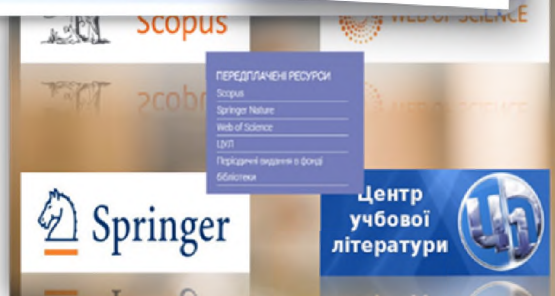 Scopus
WEB OF SCIENCE
ПЕРЕДПЛАЧЕНІ РЕСУРСИ
Scopus
Springer Nature
Web of Science
ЦУЛ
Періодичні видання в фонді
бібліотеки
Springer
Центр
учбової
літератури